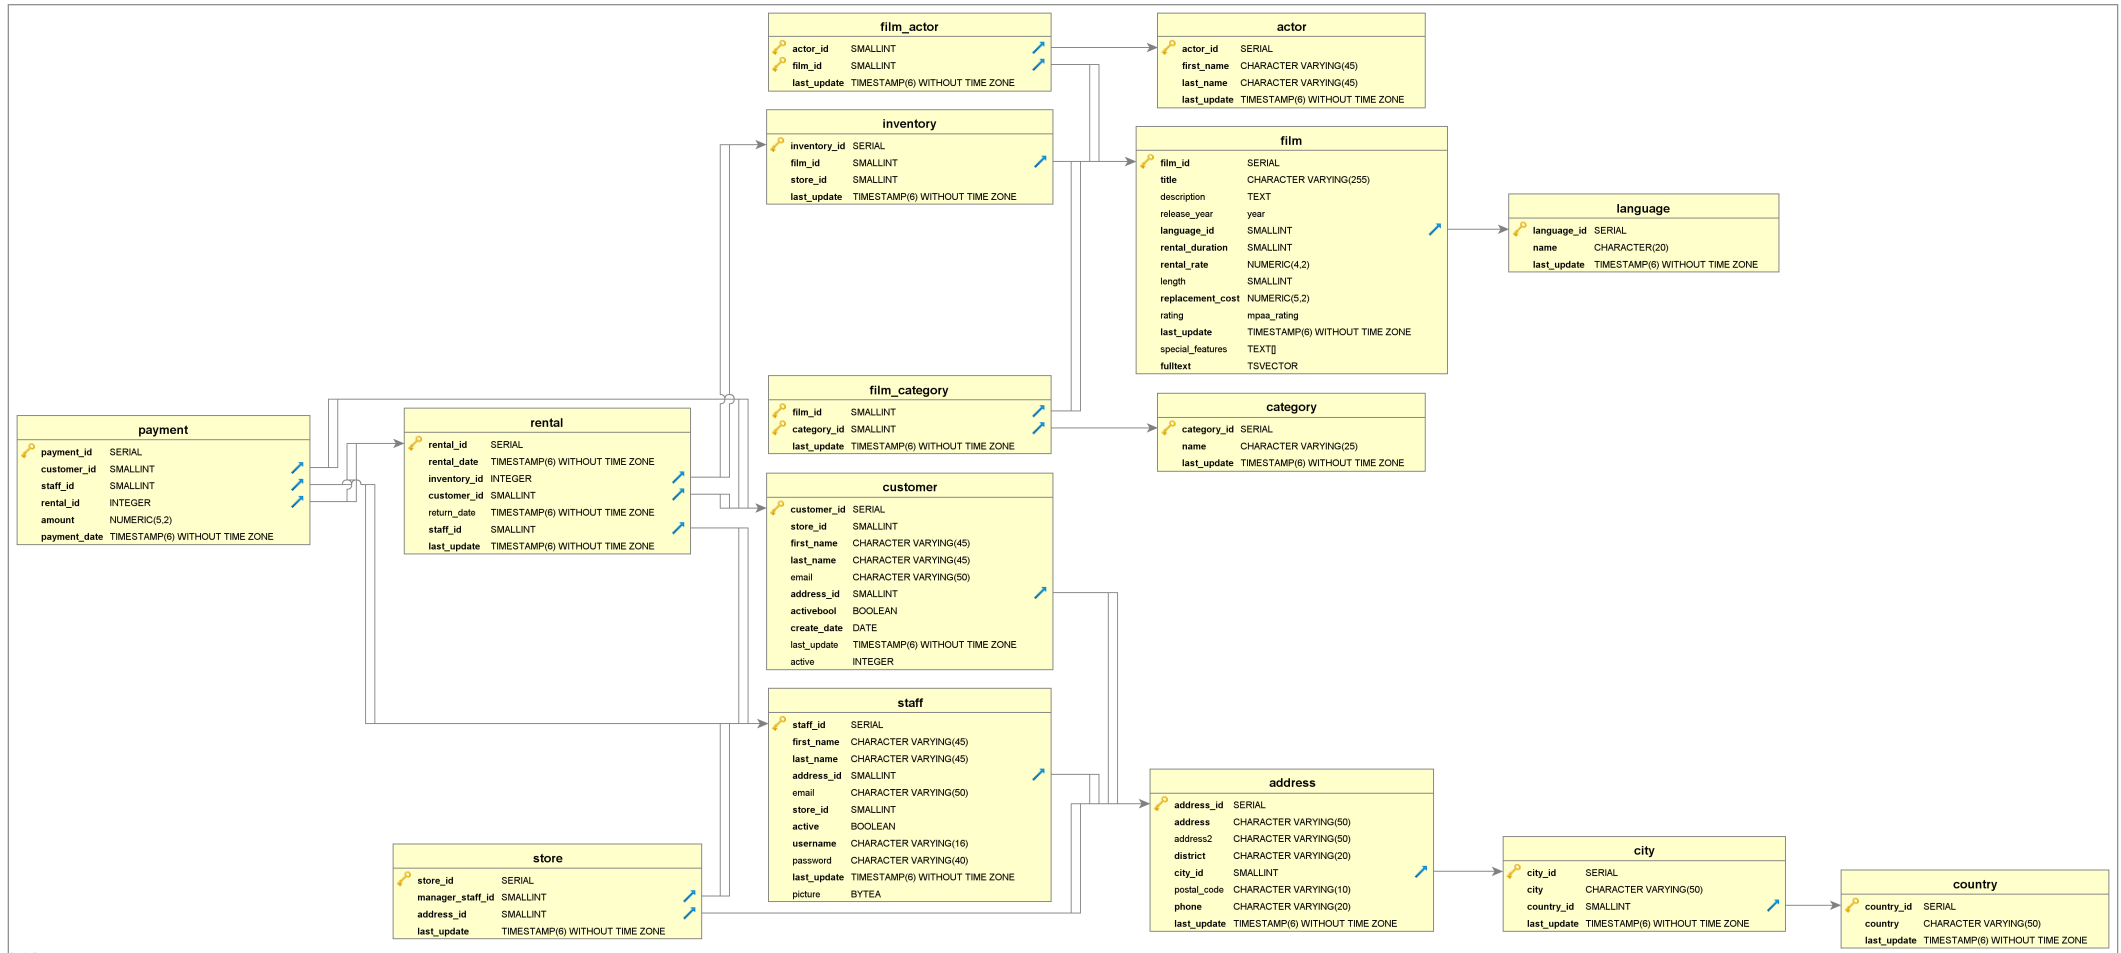 film_actor
actor_id SMALLINT
film_id SMALLINT
last_update TIMESTAMP(6) WITHOUT TIME ZONE
actor
actor_id SERIAL
first_name CHARACTER VARYING(45)
last_name CHARACTER VARYING(45)
last_update TIMESTAMP(6) WITHOUT TIME ZONE
inventory
inventory_id SERIAL
film_id SMALLINT
store_id SMALLINT
last_update TIMESTAMP(6) WITHOUT TIME ZONE
film
film_id SERIAL
title CHARACTER VARYING(255)
description TEXT
release_year year
language_id SMALLINT
rental_duration SMALLINT
rental_rate NUMERIC(4,2)
length SMALLINT
replacement_cost NUMERIC(5,2)
rating mpaa_rating
last_update TIMESTAMP(6) WITHOUT TIME ZONE
special_features TEXT[]
fulltext TSVECTOR
language
language_id SERIAL
name CHARACTER(20)
last_update TIMESTAMP(6) WITHOUT TIME ZONE
film_category
film_id SMALLINT
category_id SMALLINT
last_update TIMESTAMP(6) WITHOUT TIME ZONE
category
category_id SERIAL
name CHARACTER VARYING(25)
last_update TIMESTAMP(6) WITHOUT TIME ZONE
payment
payment_id SERIAL
customer_id SMALLINT
staff_id SMALLINT
rental_id INTEGER
amount NUMERIC(5,2)
payment_date TIMESTAMP(6) WITHOUT TIME ZONE
rental
rental_id SERIAL
rental_date TIMESTAMP(6) WITHOUT TIME ZONE
inventory_id INTEGER
customer_id SMALLINT
return_date TIMESTAMP(6) WITHOUT TIME ZONE
staff_id SMALLINT
last_update TIMESTAMP(6) WITHOUT TIME ZONE
customer
customer_id SERIAL
store_id SMALLINT
first_name CHARACTER VARYING(45)
last_name CHARACTER VARYING(45)
email CHARACTER VARYING(50)
address_id SMALLINT
activebool BOOLEAN
create_date DATE
last_update TIMESTAMP(6) WITHOUT TIME ZONE
active INTEGER
staff
staff_id SERIAL
first_name CHARACTER VARYING(45)
last_name CHARACTER VARYING(45)
address_id SMALLINT
email CHARACTER VARYING(50)
store_id SMALLINT
active BOOLEAN
username CHARACTER VARYING(16)
password CHARACTER VARYING(40)
last_update TIMESTAMP(6) WITHOUT TIME ZONE
picture BYTEA
store
store_id SERIAL
manager_staff_id SMALLINT
address_id SMALLINT
last_update TIMESTAMP(6) WITHOUT TIME ZONE
address
address_id SERIAL
address CHARACTER VARYING(50)
address2 CHARACTER VARYING(50)
district CHARACTER VARYING(20)
city_id SMALLINT
postal_code CHARACTER VARYING(10)
phone CHARACTER VARYING(20)
last_update TIMESTAMP(6) WITHOUT TIME ZONE
city
city_id SERIAL
city CHARACTER VARYING(50)
country_id SMALLINT
last_update TIMESTAMP(6) WITHOUT TIME ZONE
country
country_id SERIAL
country CHARACTER VARYING(50)
last_update TIMESTAMP(6) WITHOUT TIME ZONE